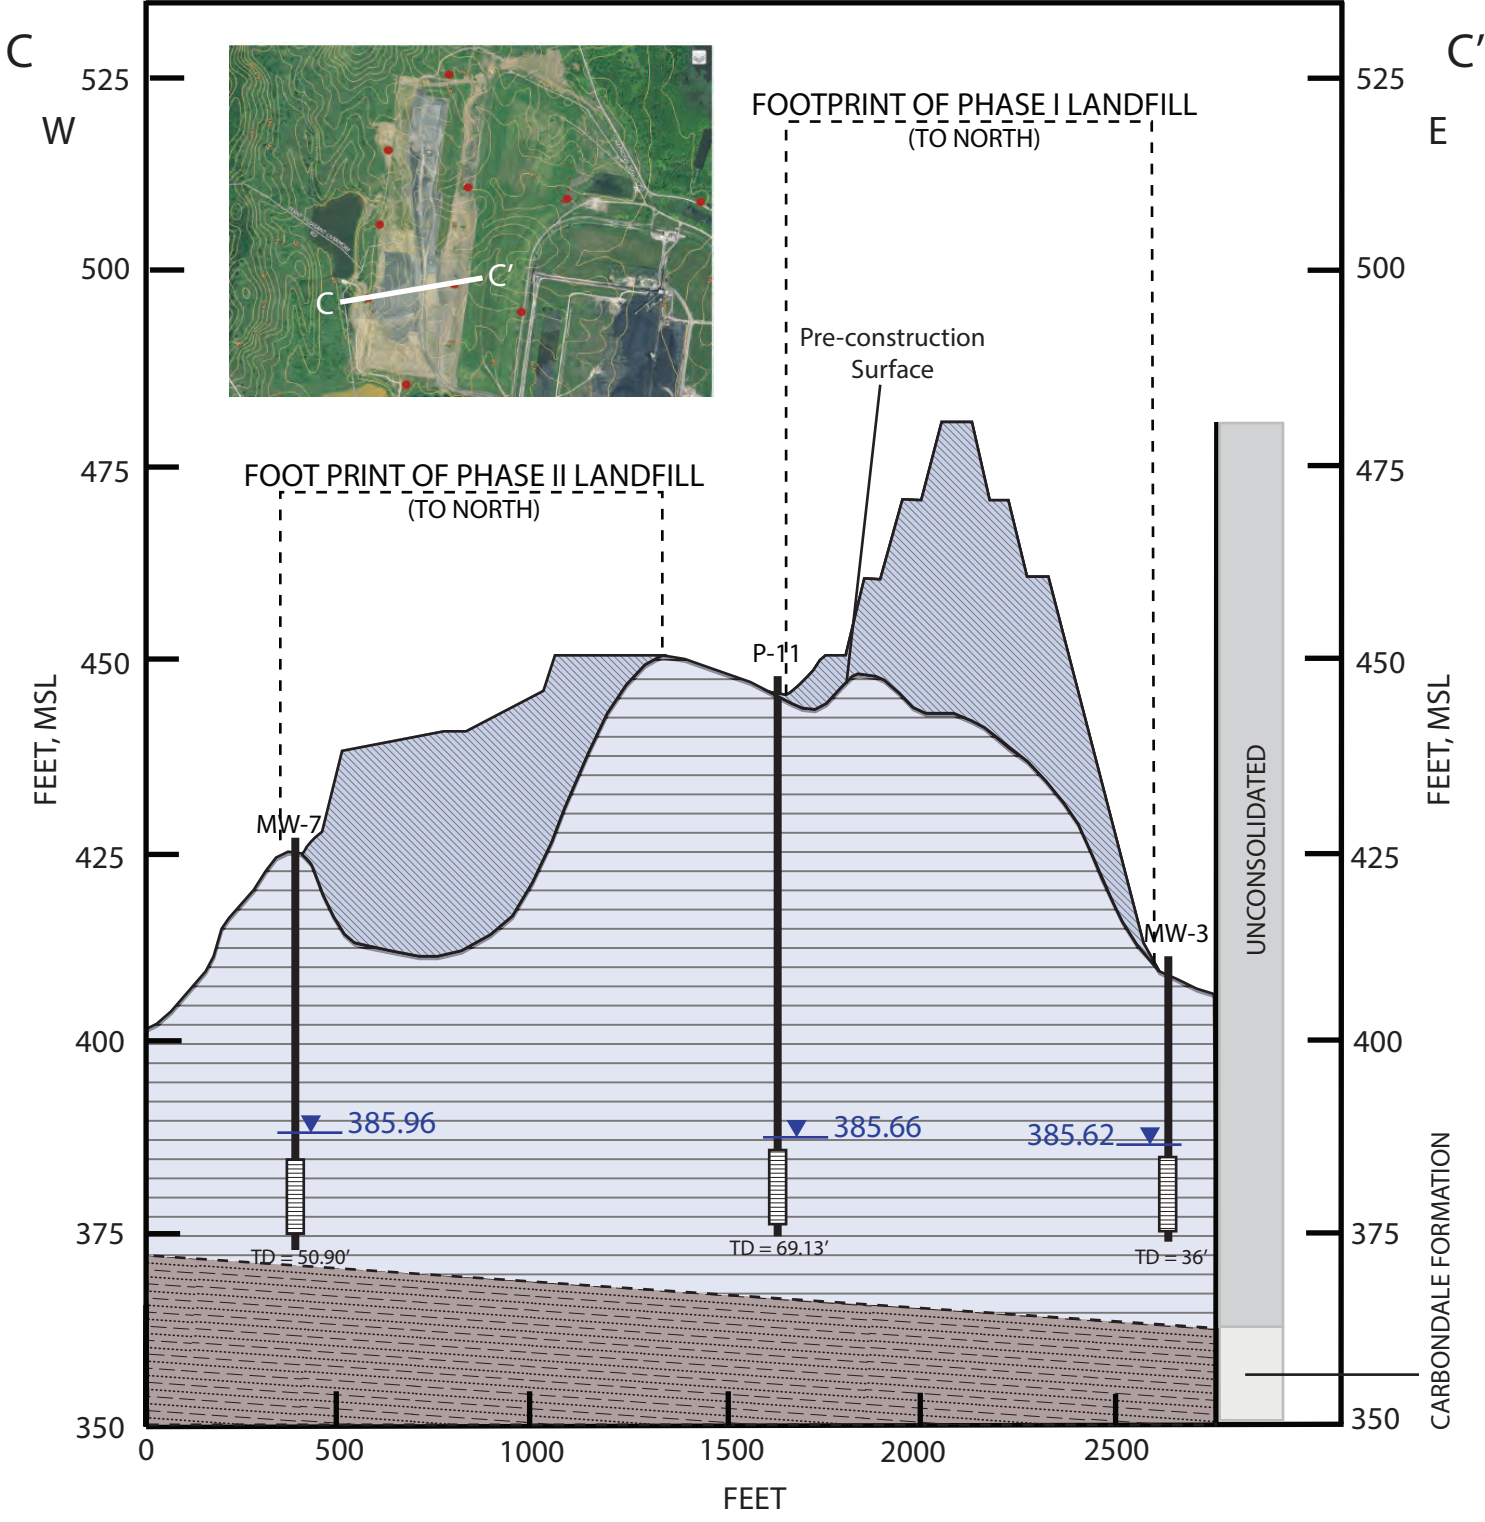 C
C'
W
E
525
525
FOOTPRINT OF PHASE I LANDFILL
(TO NORTH)
C
C'
500
500
Pre-construction
Surface
475
475
FOOT PRINT OF PHASE II LANDFILL
(TO NORTH)
450
450
P-11
FEET, MSL
FEET, MSL
MW-7
425
425
UNCONSOLIDATED
MW-3
400
400
385.96
385.66
385.62
375
375
TD = 50.90'
TD = 69.13'
TD = 36'
CARBONDALE FORMATION
350
350
0
500
1000
1500
2000
2500
FEET